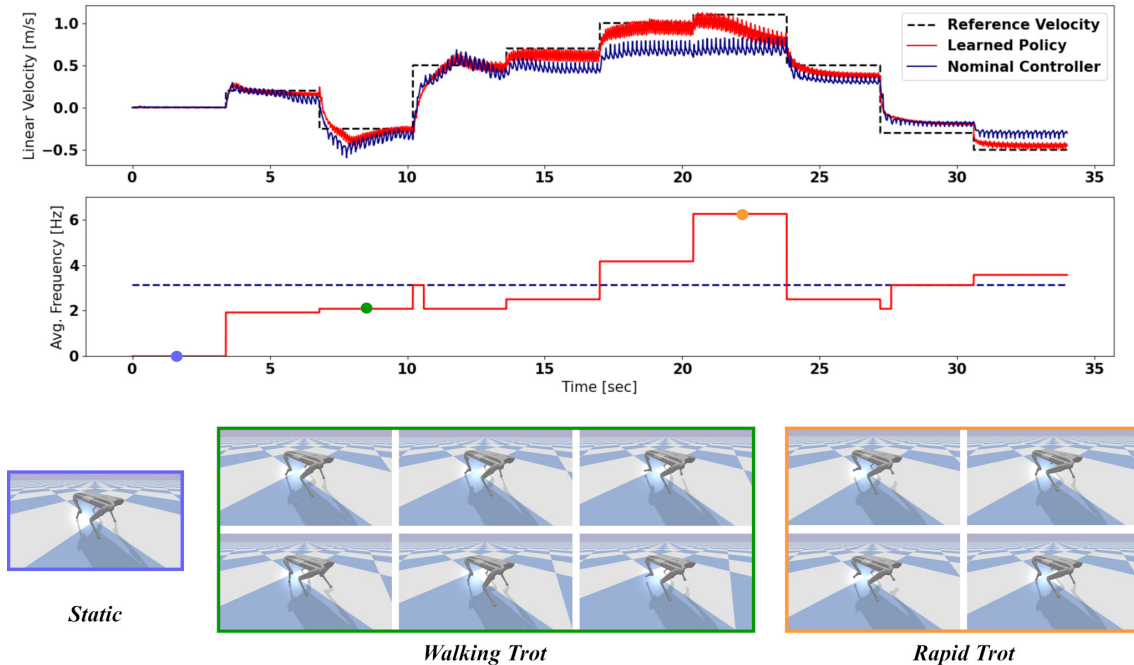 Linear Velocity [m/s]
1.0
0.5
0.0
−0.5
Reference Velocity
Learned Policy
Nominal Controller
0 5 10 15 20 25 30 35
Avg. Frequency [Hz]
6
4
2
0
0 5 10 15 20 25 30 35
Time [sec]
Static
Walking Trot
Rapid Trot